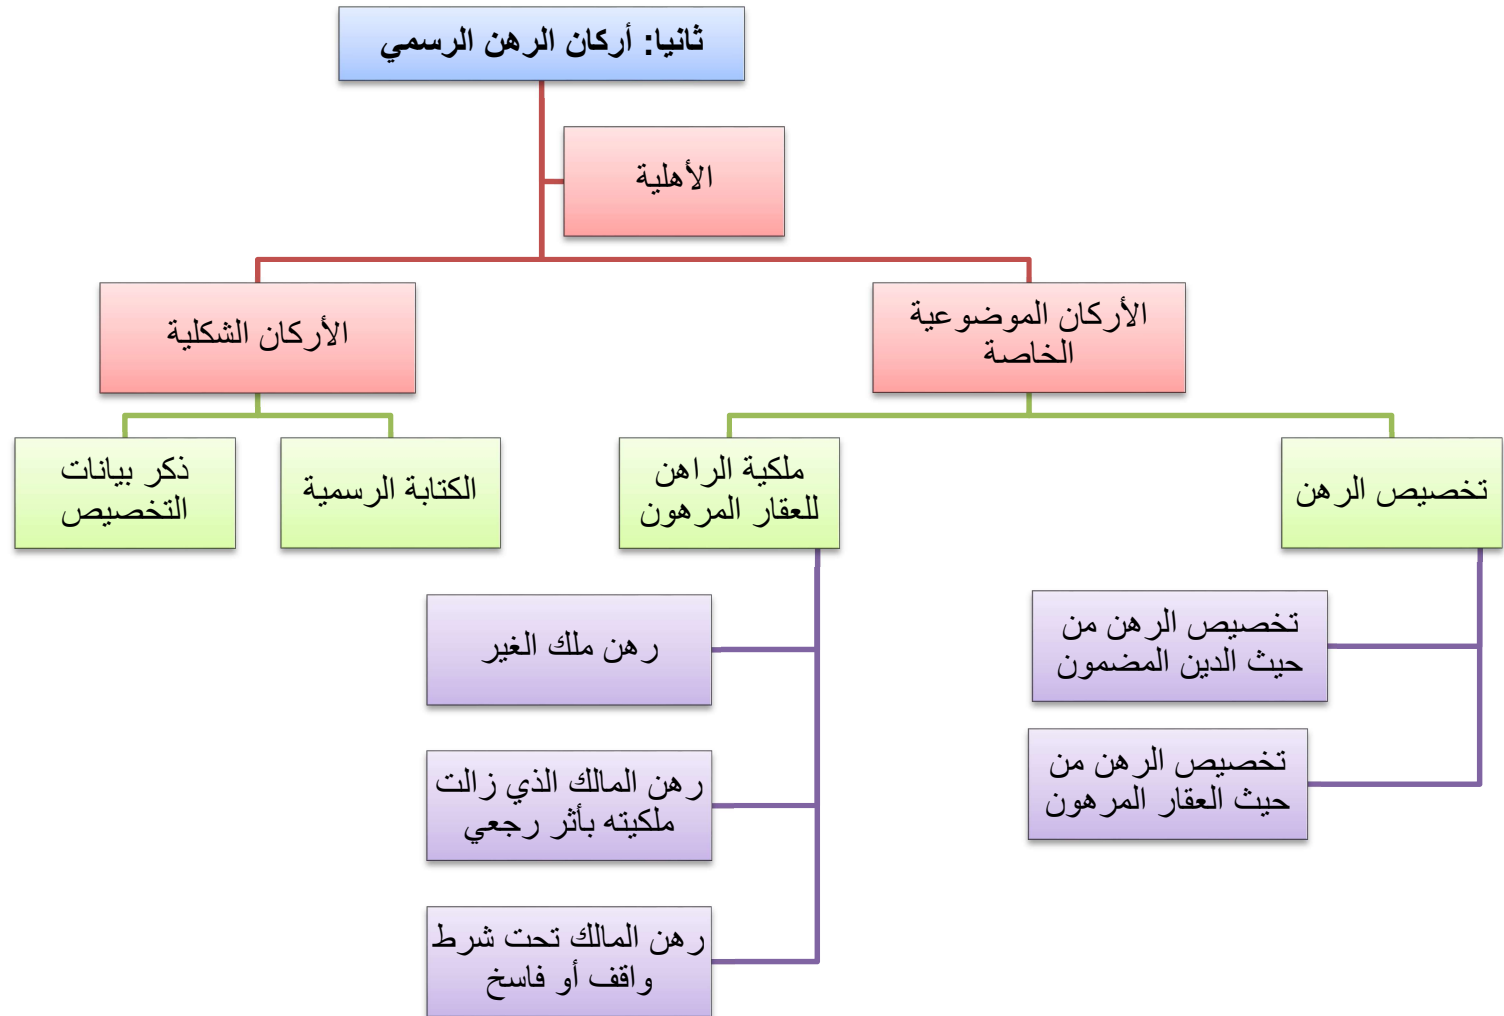 ثانيا: أركان الرهن الرسمي
الأهلية
الأركان الموضوعية
الخاصة
الأركان الشكلية
تخصيص الرهن
ملكية الراهن
للعقار المرهون
الكتابة الرسمية
ذكر بيانات
التخصيص
تخصيص الرهن من
حيث الدين المضمون
تخصيص الرهن من
حيث العقار المرهون
رهن ملك الغير
رهن المالك الذي زالت
ملكيته بأثر رجعي
رهن المالك تحت شرط
واقف أو فاسخ